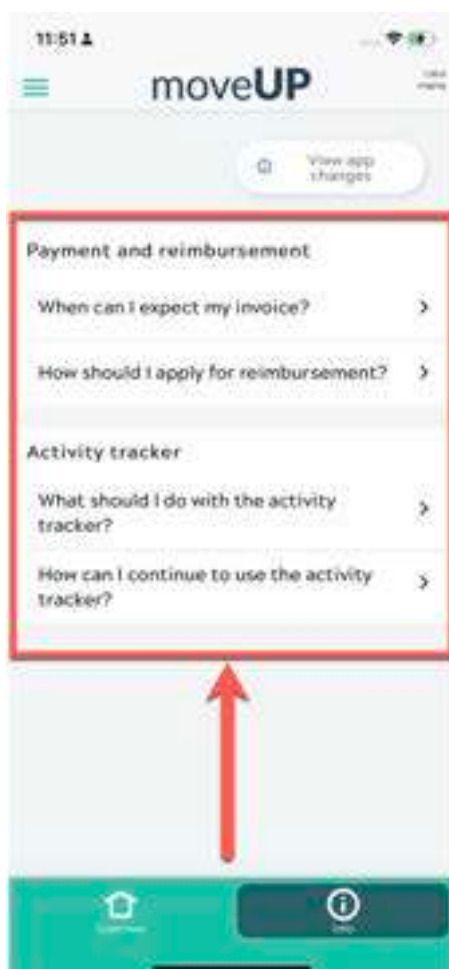 11:51
moveUP
View app
changes
Payment and reimbursement
When can I expect my invoice?
How should I apply for reimbursement?
Activity tracker
What should I do with the activity
tracker?
How can I continue to use the activity
tracker?